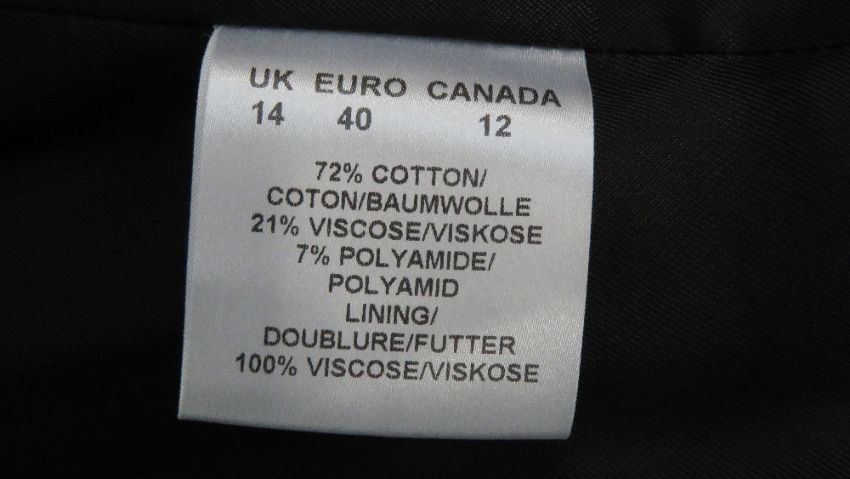 UK EURO CANADA
14 40 12
72% COTTON/
COTON/BAUMWOLLE
21% VISCOSE/VISKOSE
7% POLYAMIDE/
POLYAMID
LINING/
DOUBLURE/FUTTER
100% VISCOSE/VISKOSE